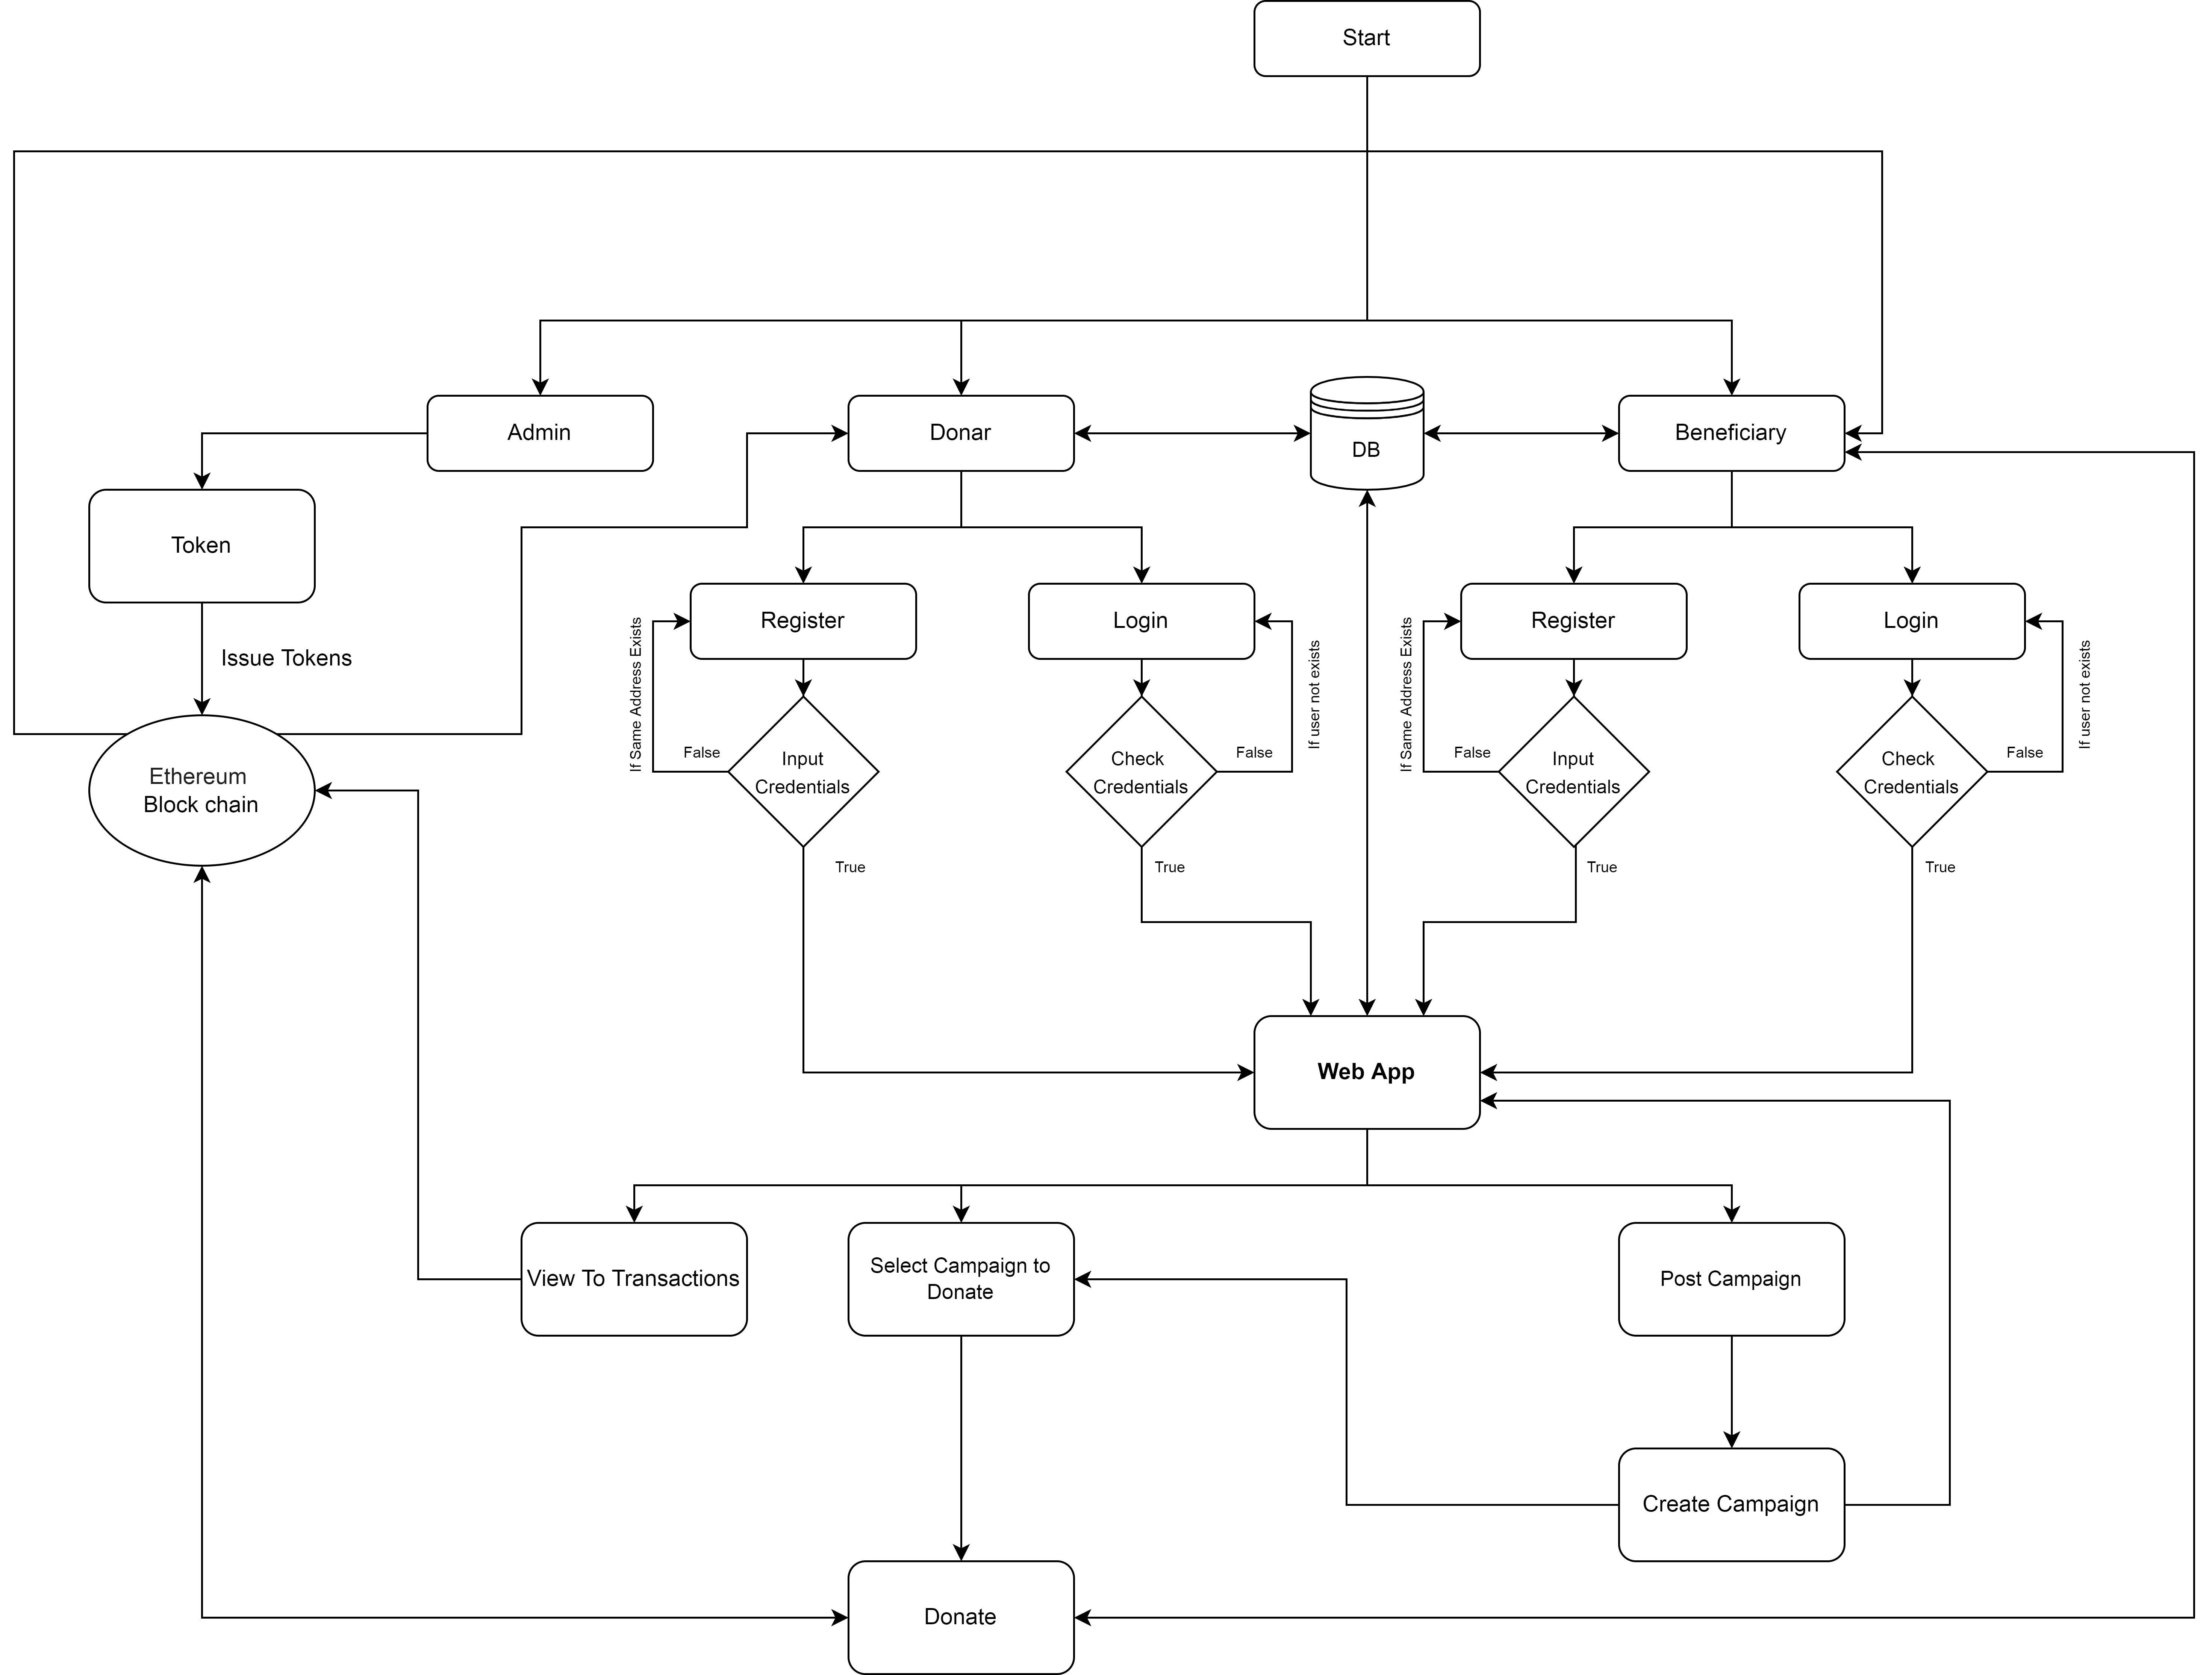 Start
Admin
Donar
DB
Beneficiary
Token
Issue Tokens
Ethereum
Block chain
Register
Login
Register
Login
If Same Address Exists
False
Input
Credentials
True
Check
Credentials
False
If user not exists
True
If Same Address Exists
False
Input
Credentials
True
Check
Credentials
False
If user not exists
True
Web App
View To Transactions
Select Campaign to
Donate
Post Campaign
Create Campaign
Donate